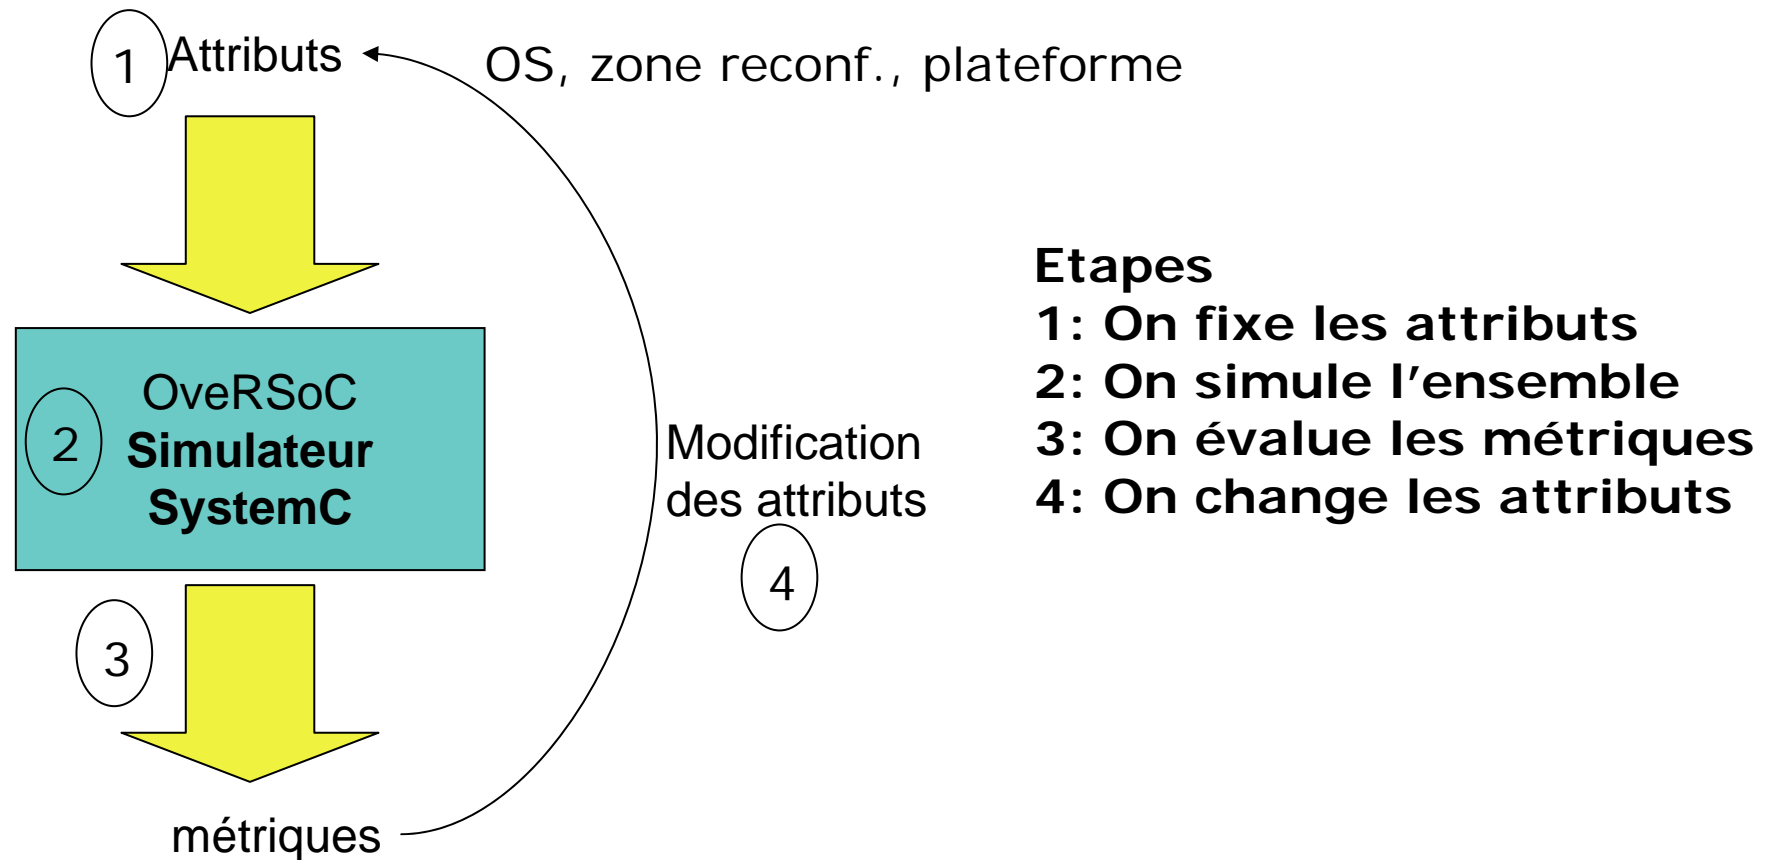 1 Attributs
OS, zone reconf., plateforme
OveRSoC
2 Simulateur
SystemC
3
métriques
Modification
des attributs
4
Etapes
1: On fixe les attributs
2: On simule l’ensemble
3: On évalue les métriques
4: On change les attributs